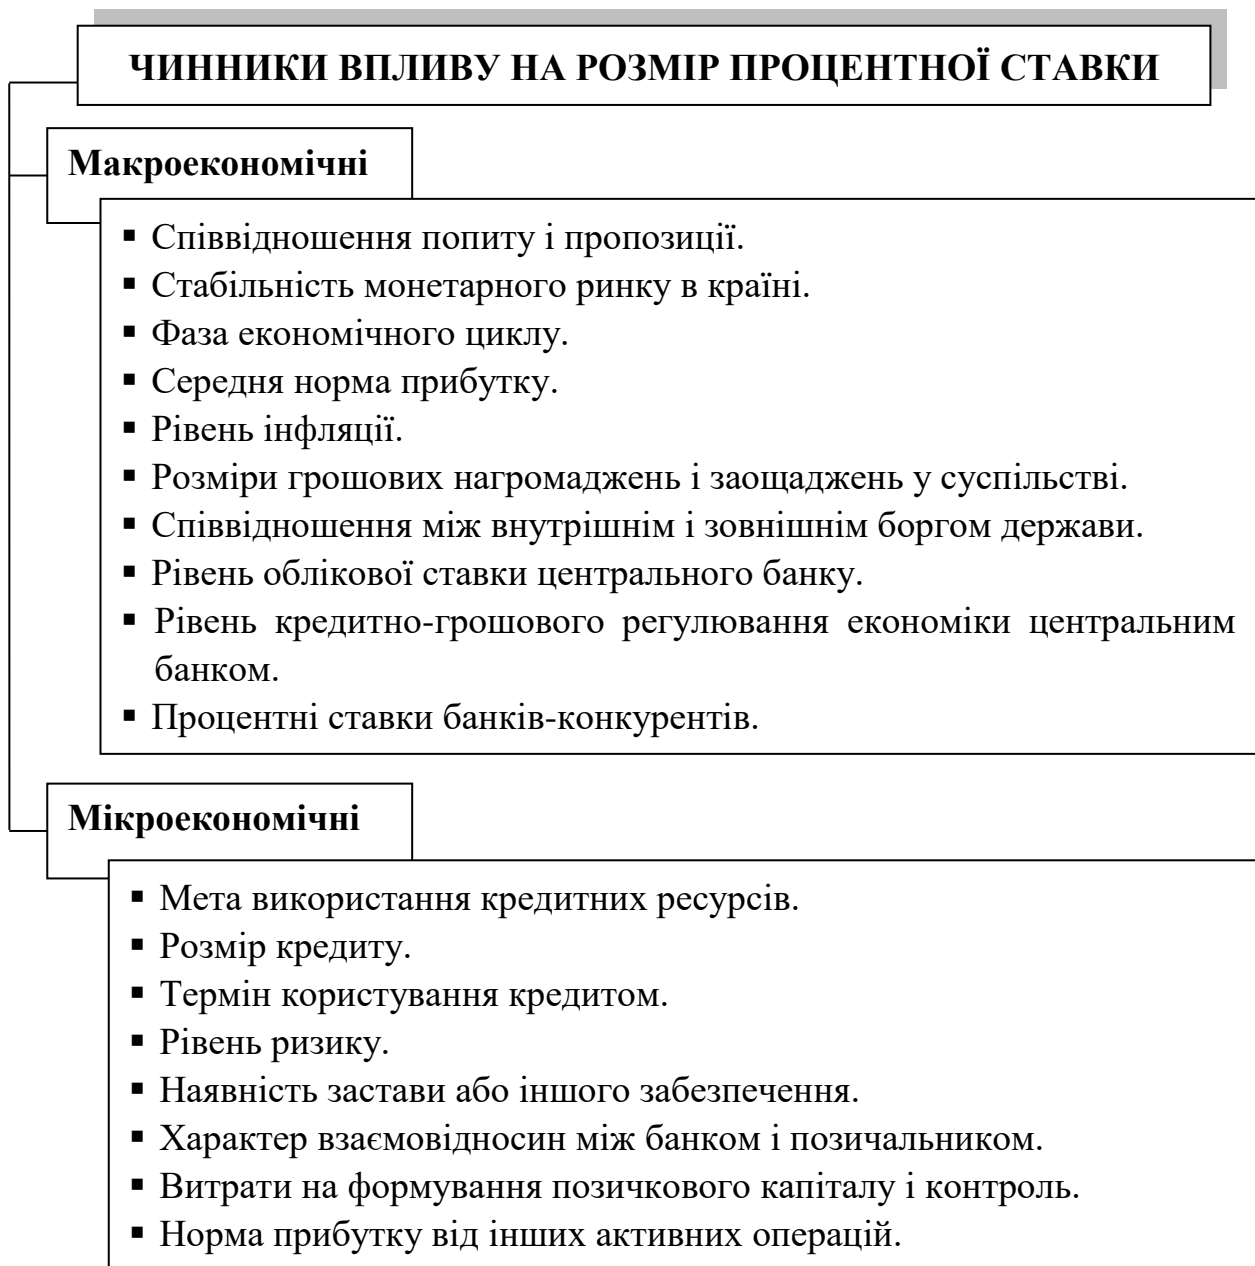 ЧИННИКИ ВПЛИВУ НА РОЗМІР ПРОЦЕНТНОЇ СТАВКИ
Макроекономічні
▪ Співвідношення попиту і пропозиції.
▪ Стабільність монетарного ринку в країні.
▪ Фаза економічного циклу.
▪ Середня норма прибутку.
▪ Рівень інфляції.
▪ Розміри грошових нагромаджень і заощаджень у суспільстві.
▪ Співвідношення між внутрішнім і зовнішнім боргом держави.
▪ Рівень облікової ставки центрального банку.
▪ Рівень кредитно-грошового регулювання економіки центральним
банком.
▪ Процентні ставки банків-конкурентів.
Мікроекономічні
▪ Мета використання кредитних ресурсів.
▪ Розмір кредиту.
▪ Термін користування кредитом.
▪ Рівень ризику.
▪ Наявність застави або іншого забезпечення.
▪ Характер взаємовідносин між банком і позичальником.
▪ Витрати на формування позичкового капіталу і контроль.
▪ Норма прибутку від інших активних операцій.